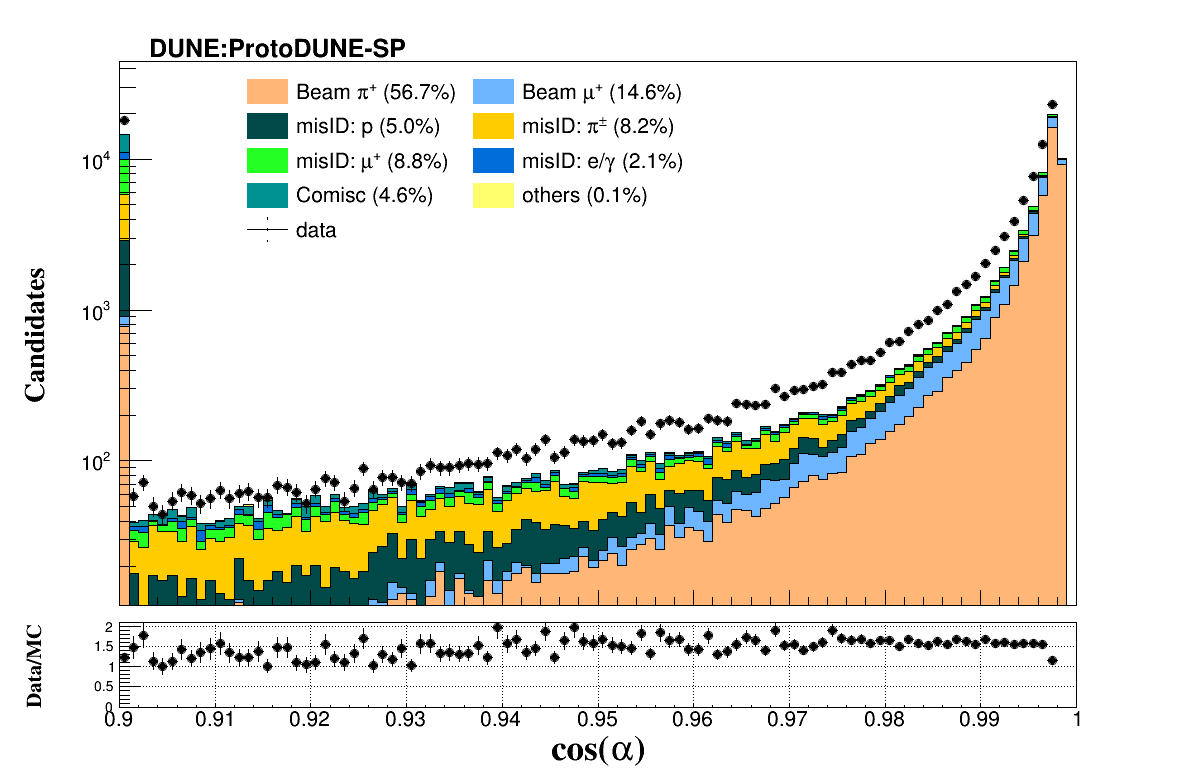 DUNE:ProtoDUNE-SP
Beam π⁺ (56.7%) Beam μ⁺ (14.6%)
misID: p (5.0%) misID: π± (8.2%)
misID: μ⁺ (8.8%) misID: e/γ (2.1%)
Comisc (4.6%) others (0.1%)
data
Candidates
10⁴
10³
10²
Data/MC
2
1.5
1
0.5
0
0.9 0.91 0.92 0.93 0.94 0.95 0.96 0.97 0.98 0.99 1
cos(α)